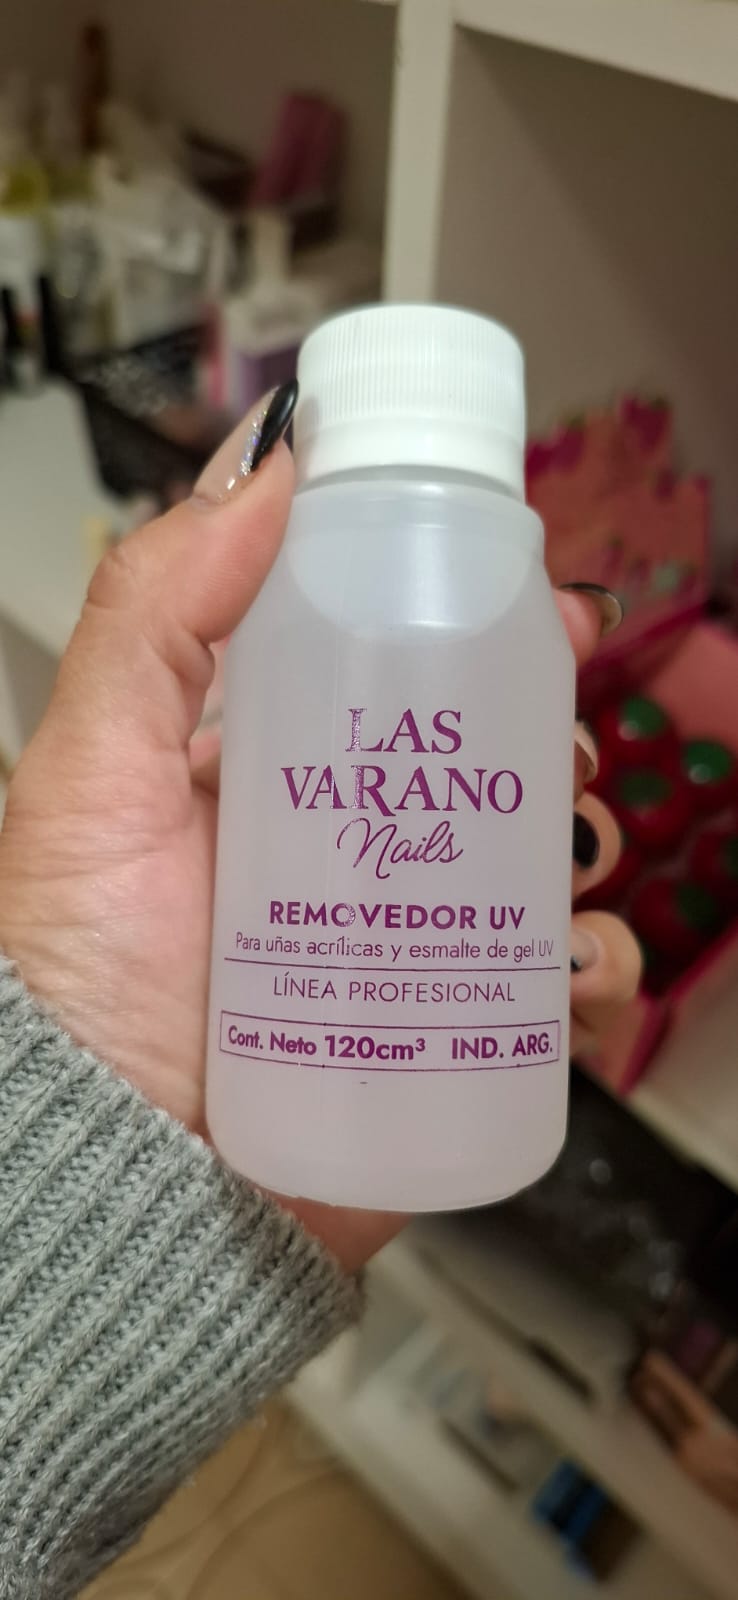 LAS
VARANO
Nails
REMOVEDOR UV
Para uñas acrílicas y esmalte de gel UV
LÍNEA PROFESIONAL
Cont. Neto 120cm³ IND. ARG.